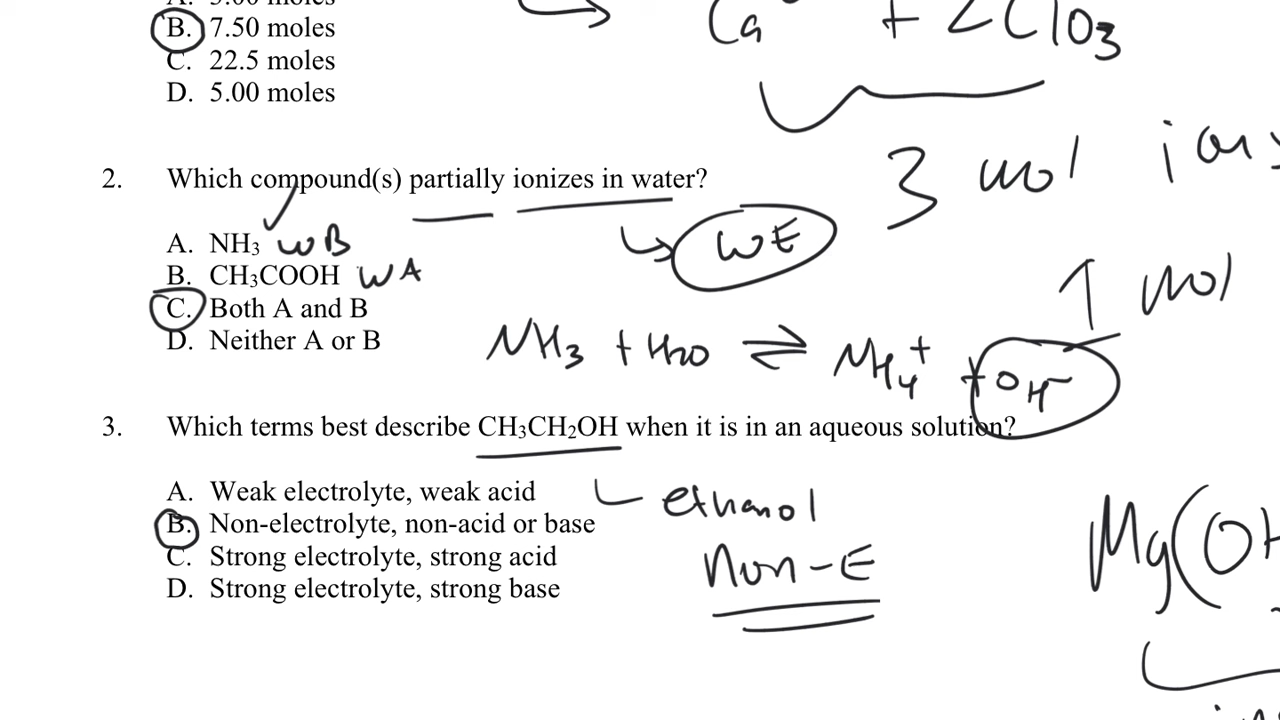 B. 7.50 moles
C. 22.5 moles
D. 5.00 moles
Ca + 2ClO3
3 mol ions
2. Which compound(s) partially ionizes in water?
A. NH₃ WB
WE
B. CH₃COOH WA
1 mol
C. Both A and B
D. Neither A or B
NH3 + H2O ⇌ NH4+ + OH-
3. Which terms best describe CH₃CH₂OH when it is in an aqueous solution?
A. Weak electrolyte, weak acid
ethanol
B. Non-electrolyte, non-acid or base
Non-E
C. Strong electrolyte, strong acid
D. Strong electrolyte, strong base
Mg(OH